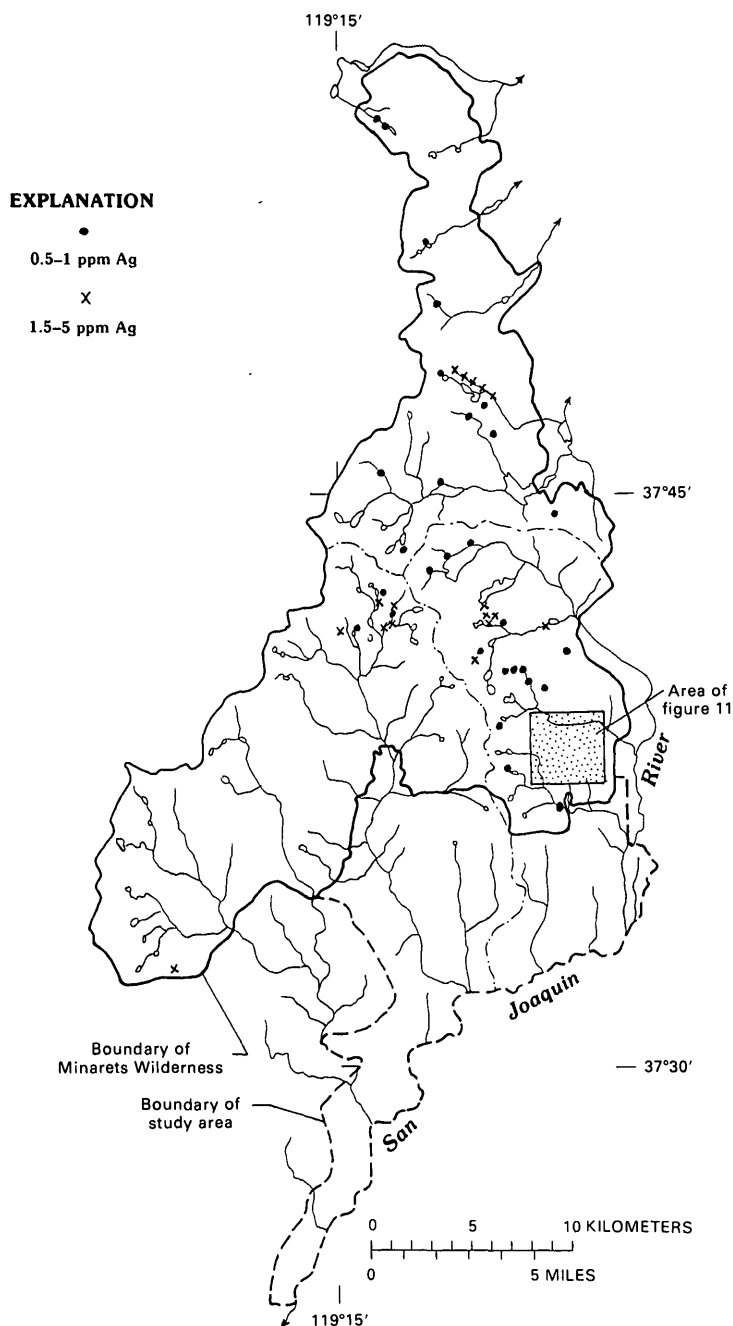 119°15′
EXPLANATION
0.5–1 ppm Ag
x
1.5–5 ppm Ag
37°45′
Area of
figure 11
River
Joaquin
Boundary of
Minarets Wilderness
37°30′
Boundary of
study area
San
0 5 10 KILOMETERS
0 5 MILES
119°15′